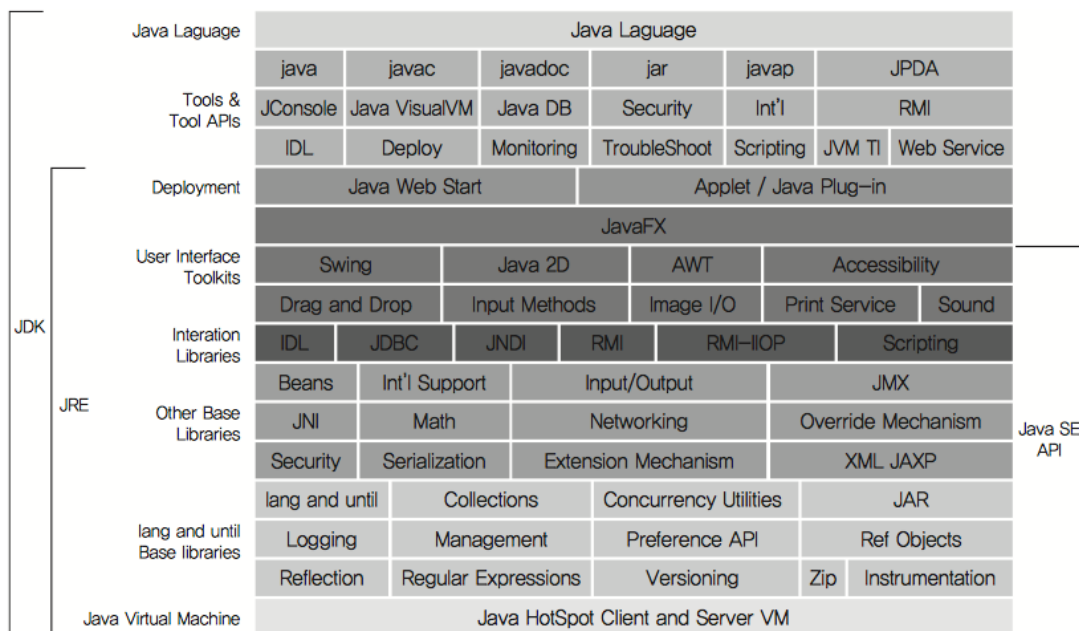 Java Laguage Java Laguage
java javac javadoc jar javap JPDA
Tools &
Tool APIs
JConsole Java VisualVM Java DB Security Int'l RMI
IDL Deploy Monitoring TroubleShoot Scripting JVM TI Web Service
Deployment Java Web Start Applet / Java Plug-in
JavaFX
User Interface
Toolkits
Swing Java 2D AWT Accessibility
Drag and Drop Input Methods Image I/O Print Service Sound
JDK
Interation
Libraries
IDL JDBC JNDI RMI RMI-IIOP Scripting
Beans Int'l Support Input/Output JMX
JRE
Other Base
Libraries
JNI Math Networking Override Mechanism
Java SE
API
Security Serialization Extension Mechanism XML JAXP
lang and until Collections Concurrency Utilities JAR
lang and until
Base libraries
Logging Management Preference API Ref Objects
Reflection Regular Expressions Versioning Zip Instrumentation
Java Virtual Machine Java HotSpot Client and Server VM